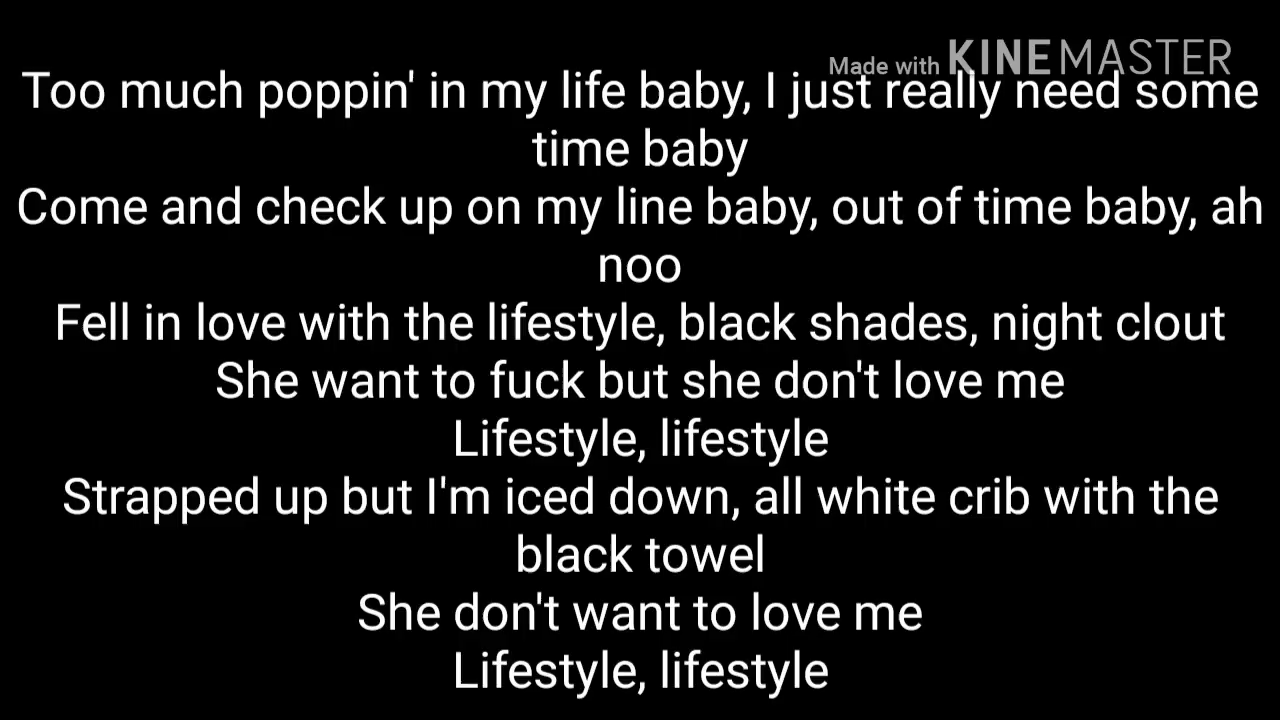 Made with KINEMASTER
Too much poppin' in my life baby, I just really need some
time baby
Come and check up on my line baby, out of time baby, ah
noo
Fell in love with the lifestyle, black shades, night clout
She want to fuck but she don't love me
Lifestyle, lifestyle
Strapped up but I'm iced down, all white crib with the
black towel
She don't want to love me
Lifestyle, lifestyle